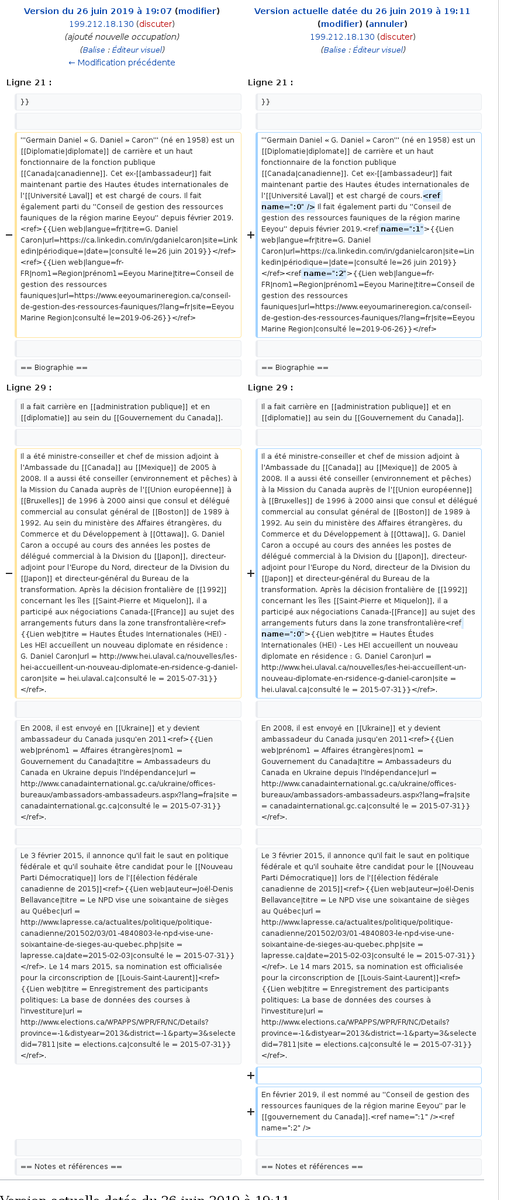 Version du 26 juin 2019 à 19:07 (modifier)
199.212.18.130 (discuter)
(ajouté nouvelle occupation)
(Balise : Éditeur visuel)
← Modification précédente
Version actuelle datée du 26 juin 2019 à 19:11
(modifier) (annuler)
199.212.18.130 (discuter)
(Balise : Éditeur visuel)
Ligne 21 :
Ligne 21 :
}}
}}
−
'''Germain Daniel « G. Daniel » Caron''' (né en 1958) est un
[[Diplomatie|diplomate]] de carrière et un haut
fonctionnaire de la fonction publique
[[Canada|canadienne]]. Cet ex-[[ambassadeur]] fait
maintenant partie des Hautes études internationales de
l'[[Université Laval]] et est chargé de cours. Il fait
également parti du ''Conseil de gestion des ressources
fauniques de la région marine Eeyou'' depuis février 2019.
<ref>{{Lien web|langue=fr|titre=G. Daniel
Caron|url=https://ca.linkedin.com/in/gdanielcaron|site=Link
edin|périodique=|date=|consulté le=26 juin 2019}}</ref>
<ref>{{Lien web|langue=fr-
FR|nom1=Region|prénom1=Eeyou Marine|titre=Conseil de
gestion des ressources
fauniques|url=https://www.eeyoumarineregion.ca/conseil-
de-gestion-des-ressources-fauniques/?lang=fr|site=Eeyou
Marine Region|consulté le=2019-06-26}}</ref>
+
'''Germain Daniel « G. Daniel » Caron''' (né en 1958) est un
[[Diplomatie|diplomate]] de carrière et un haut
fonctionnaire de la fonction publique
[[Canada|canadienne]]. Cet ex-[[ambassadeur]] fait
maintenant partie des Hautes études internationales de
l'[[Université Laval]] et est chargé de cours.<ref
name=":0" /> Il fait également parti du ''Conseil de
gestion des ressources fauniques de la région marine
Eeyou'' depuis février 2019.<ref name=":1">{{Lien
web|langue=fr|titre=G. Daniel
Caron|url=https://ca.linkedin.com/in/gdanielcaron|site=Lin
kedin|périodique=|date=|consulté le=26 juin 2019}}
</ref><ref name=":2">{{Lien web|langue=fr-
FR|nom1=Region|prénom1=Eeyou Marine|titre=Conseil de
gestion des ressources
fauniques|url=https://www.eeyoumarineregion.ca/conseil-
de-gestion-des-ressources-fauniques/?lang=fr|site=Eeyou
Marine Region|consulté le=2019-06-26}}</ref>
== Biographie ==
== Biographie ==
Ligne 29 :
Ligne 29 :
Il a fait carrière en [[administration publique]] et en
[[diplomatie]] au sein du [[Gouvernement du Canada]].
Il a fait carrière en [[administration publique]] et en
[[diplomatie]] au sein du [[Gouvernement du Canada]].
−
Il a été ministre-conseiller et chef de mission adjoint à
l'Ambassade du [[Canada]] au [[Mexique]] de 2005 à
2008. Il a aussi été conseiller (environnement et pêches) à
la Mission du Canada auprès de l'[[Union européenne]] à
[[Bruxelles]] de 1996 à 2000 ainsi que consul et délégué
commercial au consulat général de [[Boston]] de 1989 à
1992. Au sein du ministère des Affaires étrangères, du
Commerce et du Développement à [[Ottawa]], G. Daniel
Caron a occupé au cours des années les postes de
délégué commercial à la Division du [[Japon]], directeur-
adjoint pour l'Europe du Nord, directeur de la Division du
[[Japon]] et directeur-général du Bureau de la
transformation. Après la décision frontalière de [[1992]]
concernant les îles [[Saint-Pierre et Miquelon]], il a
participé aux négociations Canada-[[France]] au sujet des
arrangements futurs dans la zone transfrontalière<ref>
{{Lien web|titre = Hautes Études Internationales (HEI) -
Les HEI accueillent un nouveau diplomate en résidence :
G. Daniel Caron|url = http://www.hei.ulaval.ca/nouvelles/les-
hei-accueillent-un-nouveau-diplomate-en-rsidence-g-daniel-
caron|site = hei.ulaval.ca|consulté le = 2015-07-31}}
</ref>.
+
Il a été ministre-conseiller et chef de mission adjoint à
l'Ambassade du [[Canada]] au [[Mexique]] de 2005 à
2008. Il a aussi été conseiller (environnement et pêches) à
la Mission du Canada auprès de l'[[Union européenne]]
à [[Bruxelles]] de 1996 à 2000 ainsi que consul et délégué
commercial au consulat général de [[Boston]] de 1989 à
1992. Au sein du ministère des Affaires étrangères, du
Commerce et du Développement à [[Ottawa]], G. Daniel
Caron a occupé au cours des années les postes de
délégué commercial à la Division du [[Japon]], directeur-
adjoint pour l'Europe du Nord, directeur de la Division du
[[Japon]] et directeur-général du Bureau de la
transformation. Après la décision frontalière de [[1992]]
concernant les îles [[Saint-Pierre et Miquelon]], il a
participé aux négociations Canada-[[France]] au sujet des
arrangements futurs dans la zone transfrontalière<ref
name=":0">{{Lien web|titre = Hautes Études
Internationales (HEI) - Les HEI accueillent un nouveau
diplomate en résidence : G. Daniel Caron|url =
http://www.hei.ulaval.ca/nouvelles/les-hei-accueillent-un-
nouveau-diplomate-en-rsidence-g-daniel-caron|site =
hei.ulaval.ca|consulté le = 2015-07-31}}</ref>.
En 2008, il est envoyé en [[Ukraine]] et y devient
ambassadeur du Canada jusqu'en 2011<ref>{{Lien
web|prénom1 = Affaires étrangères|nom1 =
Gouvernement du Canada|titre = Ambassadeurs du
Canada en Ukraine depuis l'Indépendance|url =
http://www.canadainternational.gc.ca/ukraine/offices-
bureaux/ambassadors-ambassadeurs.aspx?lang=fra|site
= canadainternational.gc.ca|consulté le = 2015-07-31}}
</ref>.
En 2008, il est envoyé en [[Ukraine]] et y devient
ambassadeur du Canada jusqu'en 2011<ref>{{Lien
web|prénom1 = Affaires étrangères|nom1 =
Gouvernement du Canada|titre = Ambassadeurs du
Canada en Ukraine depuis l'Indépendance|url =
http://www.canadainternational.gc.ca/ukraine/offices-
bureaux/ambassadors-ambassadeurs.aspx?lang=fra|site
= canadainternational.gc.ca|consulté le = 2015-07-31}}
</ref>.
Le 3 février 2015, il annonce qu'il fait le saut en politique
fédérale et qu'il souhaite être candidat pour le [[Nouveau
Parti Démocratique]] lors de l'[[élection fédérale
canadienne de 2015]]<ref>{{Lien web|auteur=Joël-Denis
Bellavance|titre = Le NPD vise une soixantaine de sièges
au Québec|url =
http://www.lapresse.ca/actualites/politique/politique-
canadienne/201502/03/01-4840803-le-npd-vise-une-
soixantaine-de-sieges-au-quebec.php|site =
lapresse.ca|date=2015-02-03|consulté le = 2015-07-31}}
</ref>. Le 14 mars 2015, sa nomination est officialisée
pour la circonscription de [[Louis-Saint-Laurent]]<ref>
{{Lien web|titre = Enregistrement des participants
politiques: La base de données des courses à
l'investiture|url =
http://www.elections.ca/WPAPPS/WPR/FR/NC/Details?
province=-1&distyear=2013&district=-1&party=3&selecte
did=7811|site = elections.ca|consulté le = 2015-07-31}}
</ref>.
Le 3 février 2015, il annonce qu'il fait le saut en politique
fédérale et qu'il souhaite être candidat pour le [[Nouveau
Parti Démocratique]] lors de l'[[élection fédérale
canadienne de 2015]]<ref>{{Lien web|auteur=Joël-Denis
Bellavance|titre = Le NPD vise une soixantaine de sièges
au Québec|url =
http://www.lapresse.ca/actualites/politique/politique-
canadienne/201502/03/01-4840803-le-npd-vise-une-
soixantaine-de-sieges-au-quebec.php|site =
lapresse.ca|date=2015-02-03|consulté le = 2015-07-31}}
</ref>. Le 14 mars 2015, sa nomination est officialisée
pour la circonscription de [[Louis-Saint-Laurent]]<ref>
{{Lien web|titre = Enregistrement des participants
politiques: La base de données des courses à
l'investiture|url =
http://www.elections.ca/WPAPPS/WPR/FR/NC/Details?
province=-1&distyear=2013&district=-1&party=3&selecte
did=7811|site = elections.ca|consulté le = 2015-07-31}}
</ref>.
+
+
En février 2019, il est nommé au ''Conseil de gestion des
ressources fauniques de la région marine Eeyou'' par le
[[gouvernement du Canada]].<ref name=":1" /><ref
name=":2" />
== Notes et références ==
== Notes et références ==
Version actuelle datée du 26 juin 2019 à 19:11